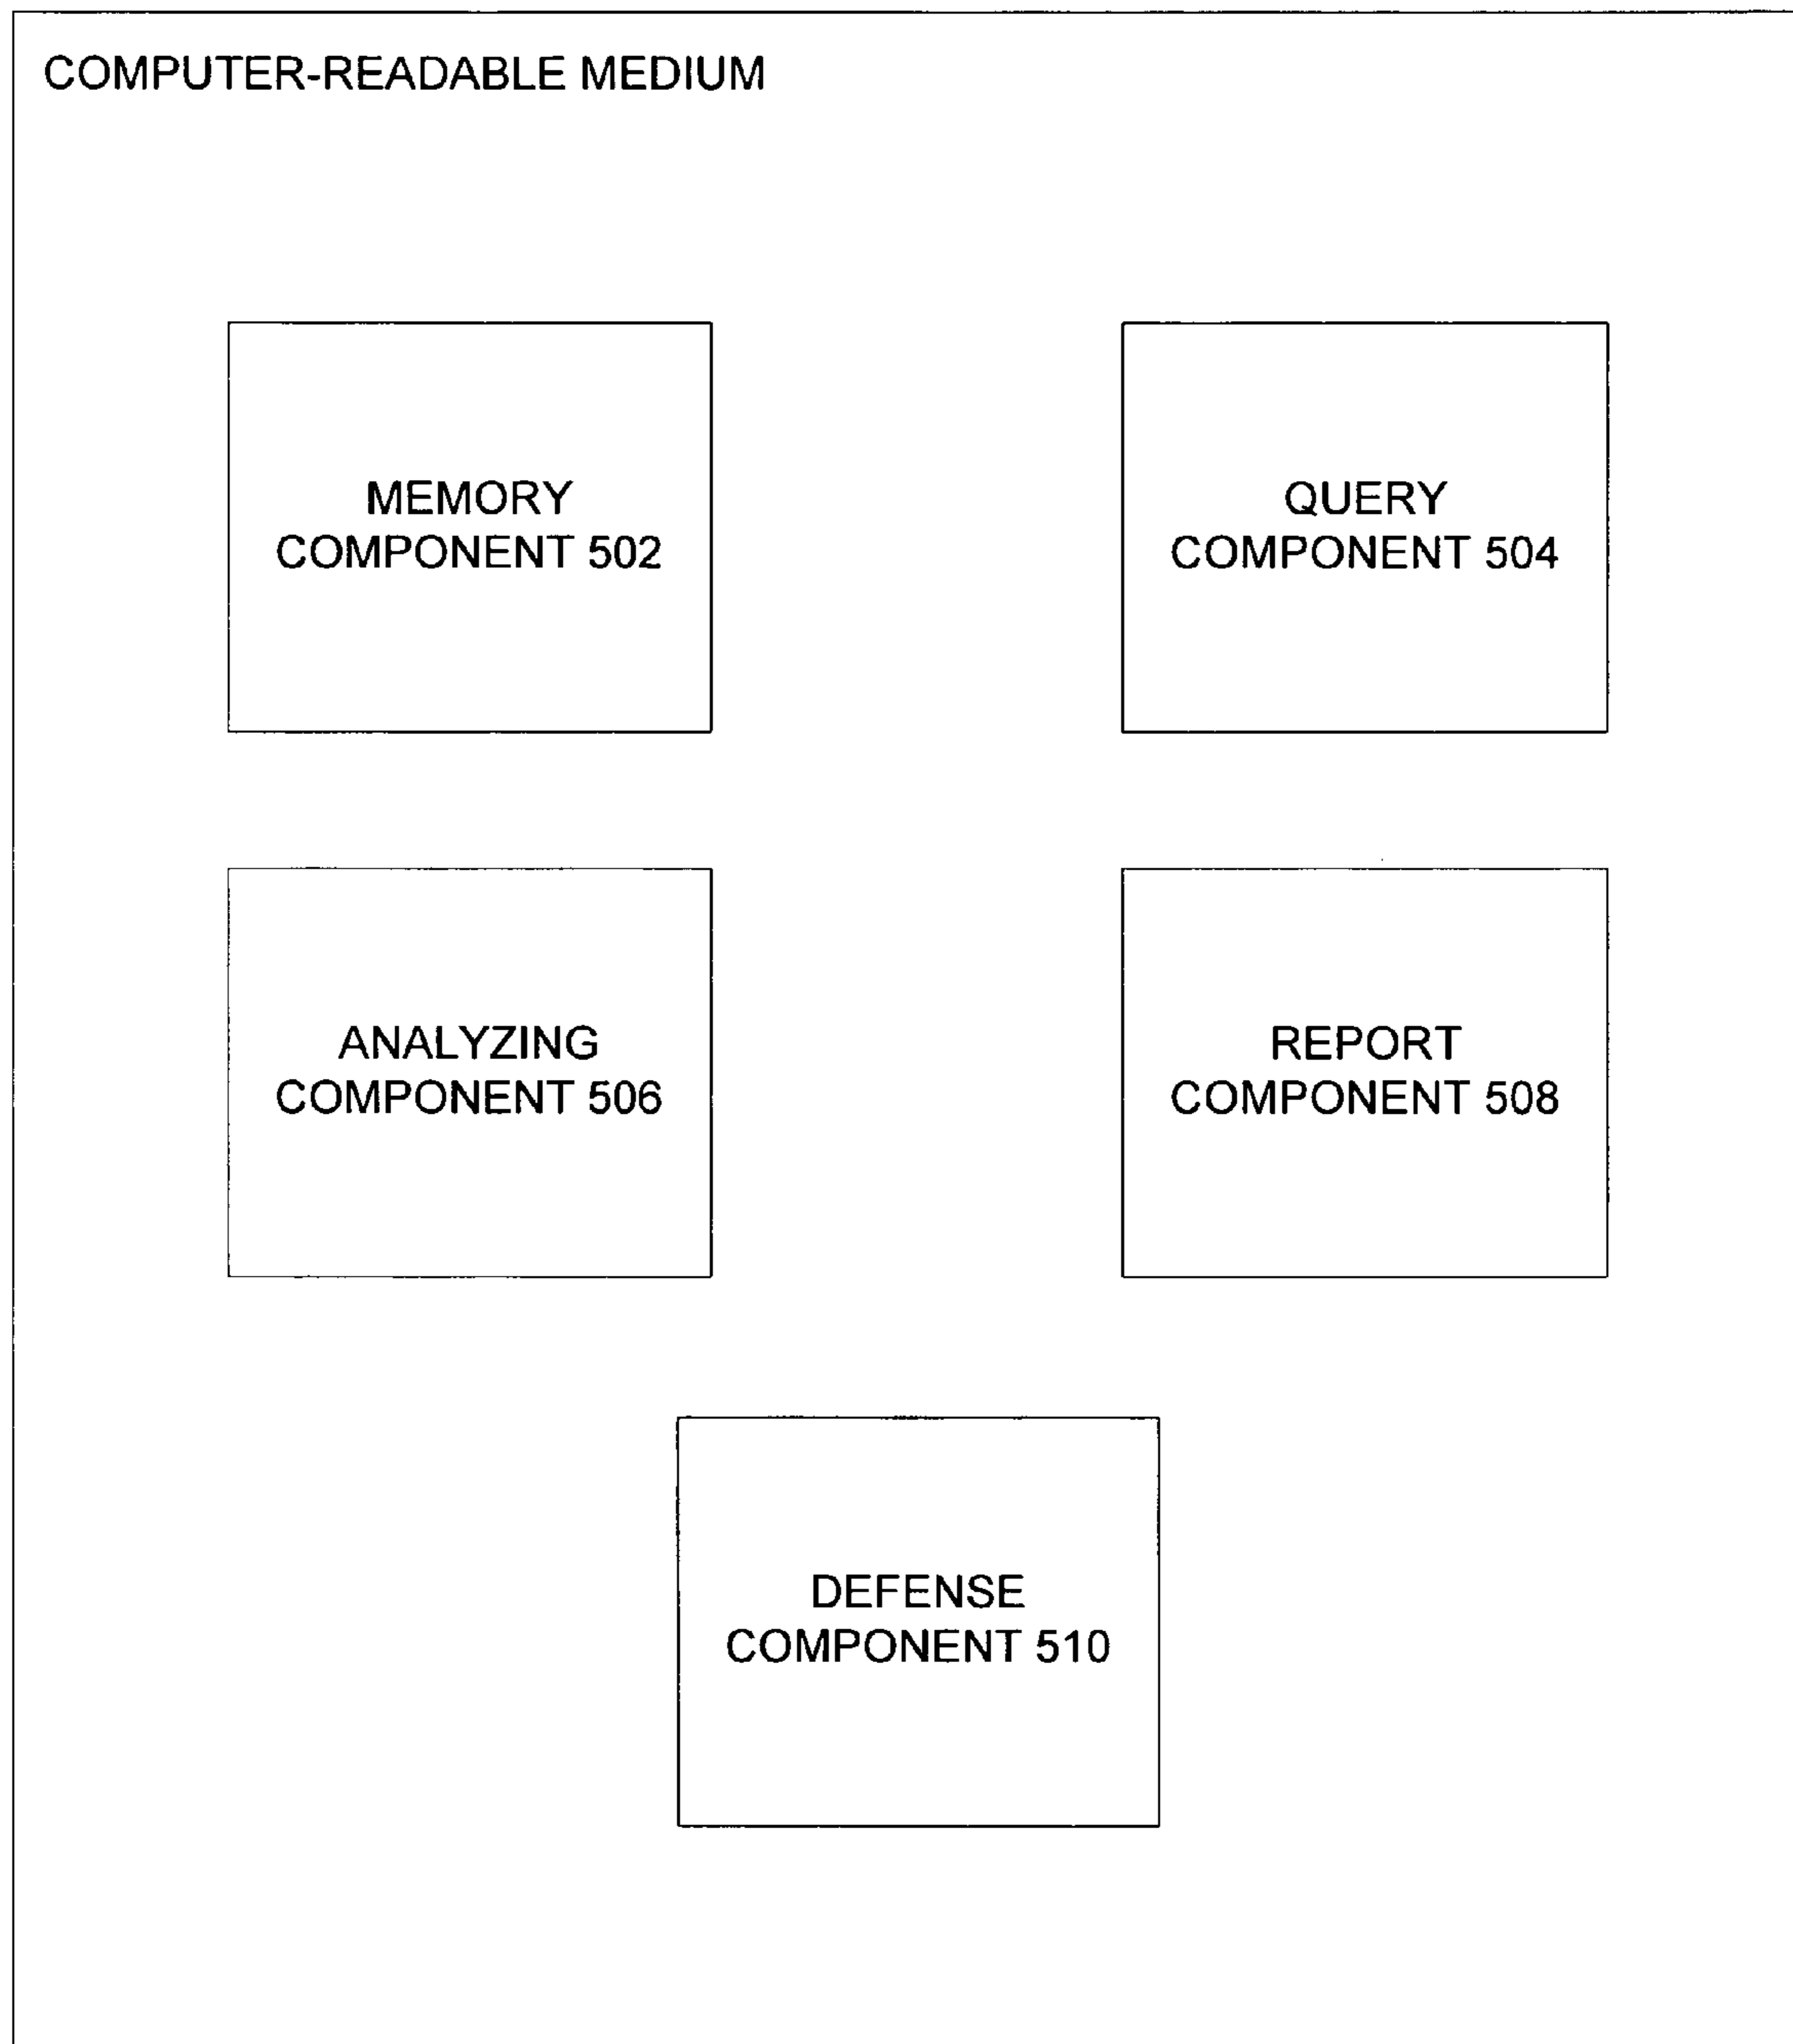 COMPUTER-READABLE MEDIUM
MEMORY
COMPONENT 502
QUERY
COMPONENT 504
ANALYZING
COMPONENT 506
REPORT
COMPONENT 508
DEFENSE
COMPONENT 510